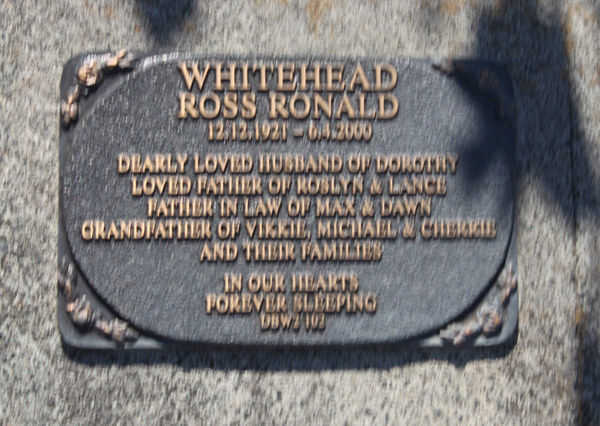 WHITEHEAD
ROSS RONALD
12.12.1921 – 6.4.2000
DEARLY LOVED HUSBAND OF DOROTHY
LOVED FATHER OF ROSLYN & LANCE
FATHER IN LAW OF MAX & DAWN
GRANDFATHER OF VIKKIE, MICHAEL & CHERRIE
AND THEIR FAMILIES
IN OUR HEARTS
FOREVER SLEEPING